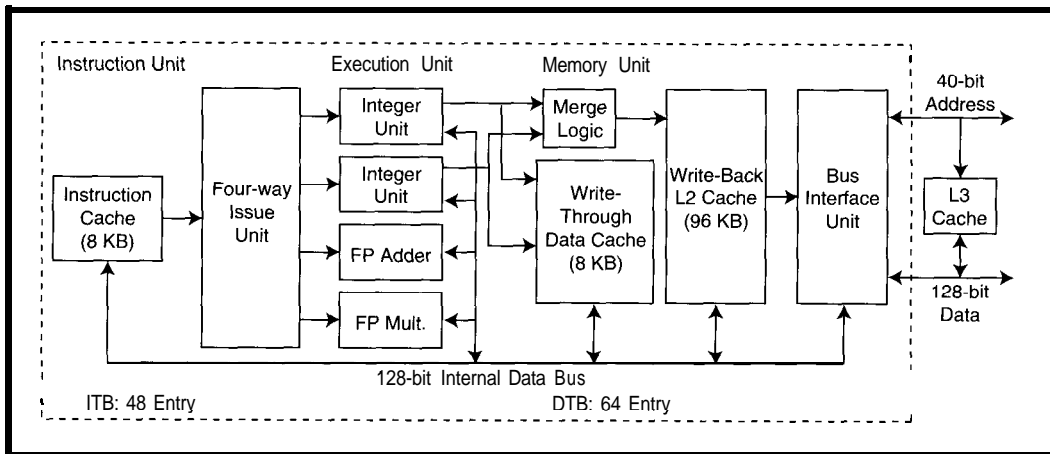 Instruction Unit
Execution Unit
Memory Unit
Instruction
Cache
(8 KB)
Four-way
Issue
Unit
Integer
Unit
Integer
Unit
FP Adder
FP Mult.
Merge
Logic
Write-
Through
Data Cache
(8 KB)
Write-Back
L2 Cache
(96 KB)
Bus
Interface
Unit
40-bit
Address
L3
Cache
128-bit
Data
128-bit Internal Data Bus
ITB: 48 Entry
DTB: 64 Entry